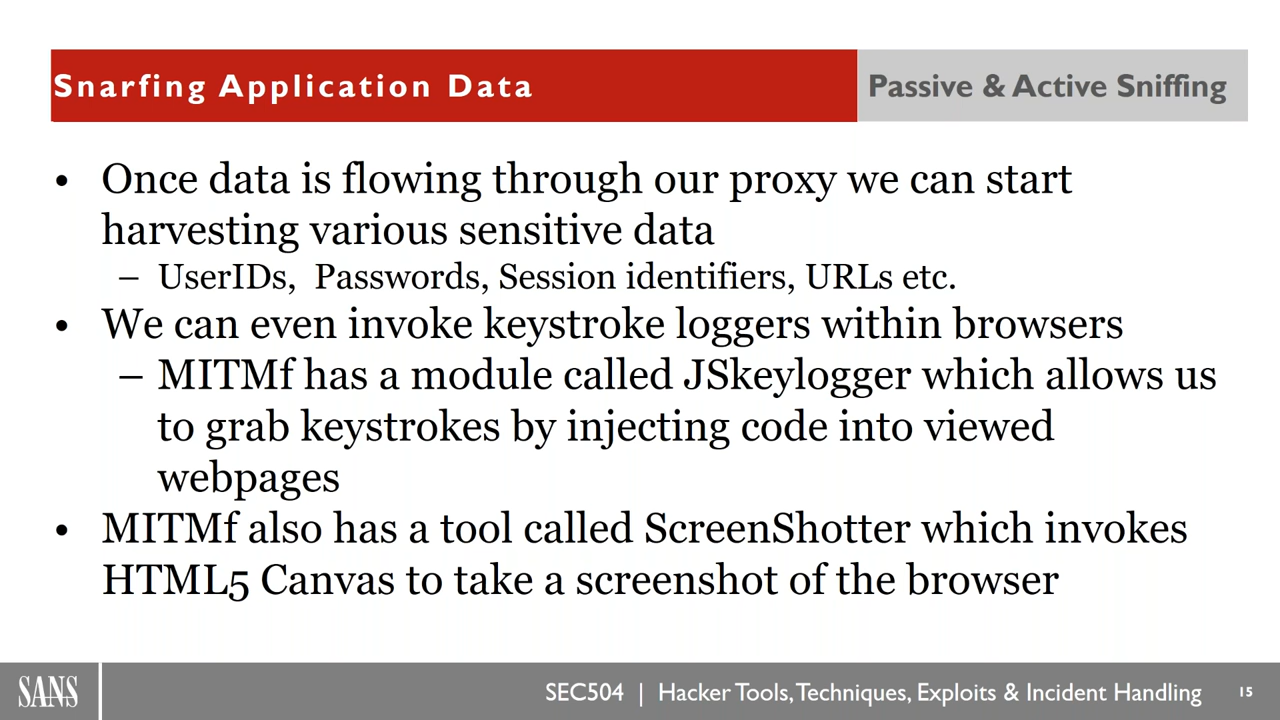 Snarfing Application Data
Passive & Active Sniffing
• Once data is flowing through our proxy we can start
harvesting various sensitive data
– UserIDs,  Passwords, Session identifiers, URLs etc.
• We can even invoke keystroke loggers within browsers
– MITMf has a module called JSkeylogger which allows us
to grab keystrokes by injecting code into viewed
webpages
• MITMf also has a tool called ScreenShotter which invokes
HTML5 Canvas to take a screenshot of the browser
SANS
SEC504 | Hacker Tools, Techniques, Exploits & Incident Handling
15